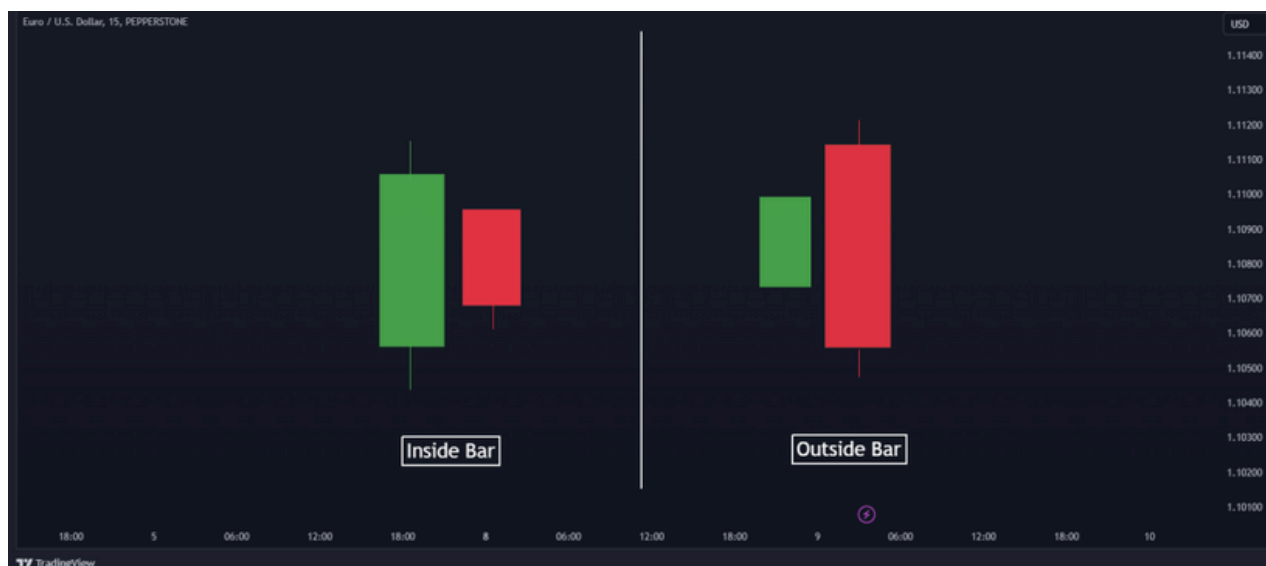 Euro / U.S. Dollar, 15, PEPPERSTONE
USD
1.11400
1.11300
1.11200
1.11100
1.11000
1.10900
1.10800
1.10700
1.10600
1.10500
1.10400
1.10300
1.10200
1.10100
Inside Bar
Outside Bar
18:00 5 06:00 12:00 18:00 8 06:00 12:00 18:00 9 06:00 12:00 18:00 10
TradingView